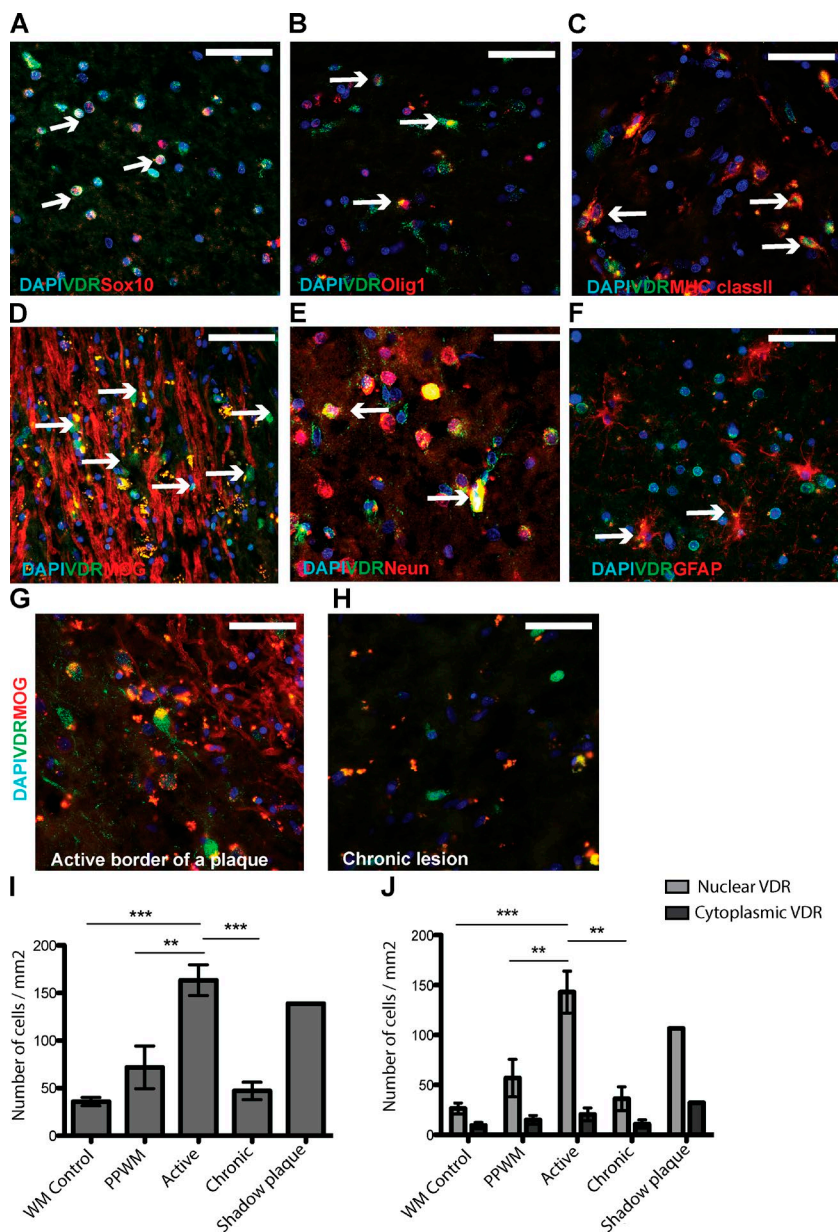 A
B
C
DAPIVDRSox10
DAPIVDROlig1
DAPIVDRMHC classII
D
E
F
DAPIVDRMOG
DAPIVDRNeun
DAPIVDRGFAP
G
H
DAPIVDRMOG
Active border of a plaque
Chronic lesion
I
J
Nuclear VDR
Cytoplasmic VDR
***
**
***
200
150
100
50
0
Number of cells / mm2
WM Control
PPWM
Active
Chronic
Shadow plaque
***
**
**
200
150
100
50
0
Number of cells / mm2
WM Control
PPWM
Active
Chronic
Shadow plaque